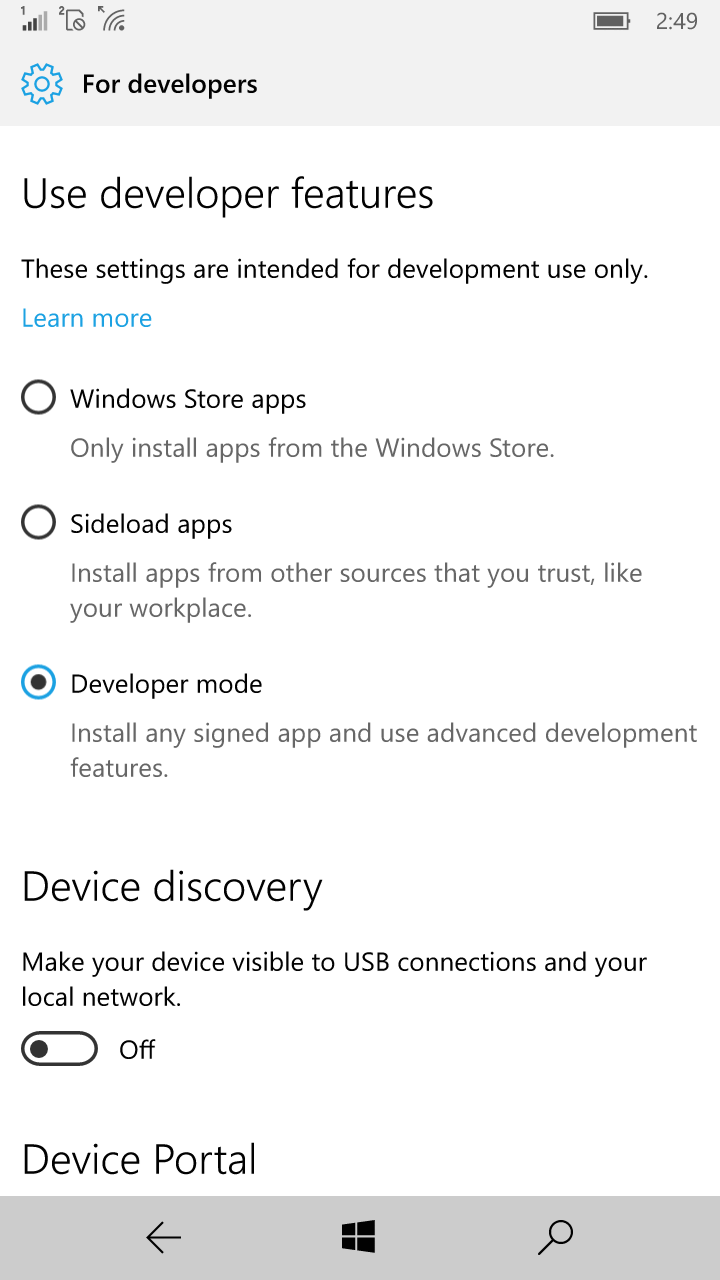 1 2 2:49
For developers
Use developer features
These settings are intended for development use only.
Learn more
Windows Store apps
Only install apps from the Windows Store.
Sideload apps
Install apps from other sources that you trust, like
your workplace.
Developer mode
Install any signed app and use advanced development
features.
Device discovery
Make your device visible to USB connections and your
local network.
Off
Device Portal